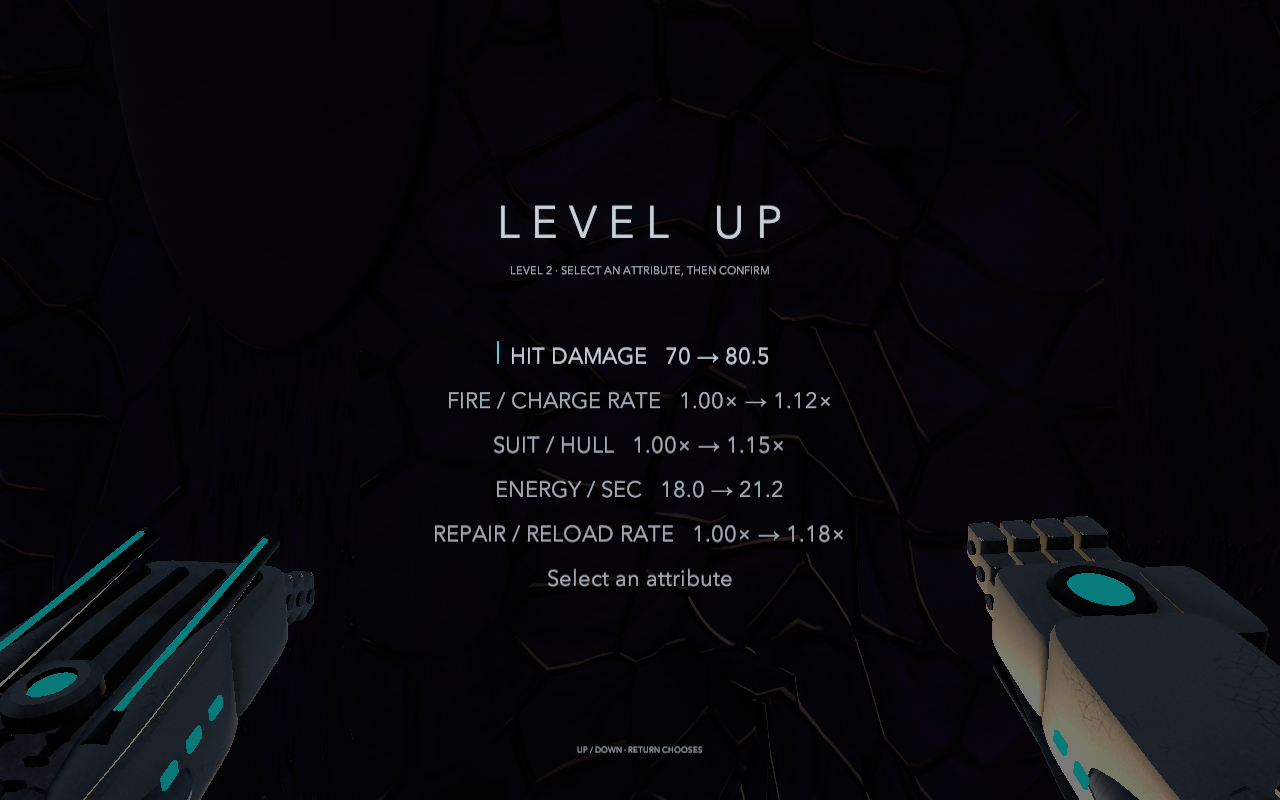 LEVEL UP
LEVEL 2 · SELECT AN ATTRIBUTE, THEN CONFIRM
HIT DAMAGE 70 → 80.5
FIRE / CHARGE RATE 1.00× → 1.12×
SUIT / HULL 1.00× → 1.15×
ENERGY / SEC 18.0 → 21.2
REPAIR / RELOAD RATE 1.00× → 1.18×
Select an attribute
UP / DOWN · RETURN CHOOSES